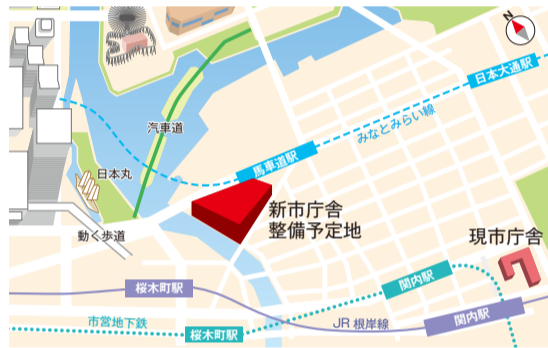 N
日本大通駅
みなとみらい線
汽車道
馬車道駅
日本丸
新市庁舎
整備予定地
動く歩道
現市庁舎
桜木町駅
関内駅
市営地下鉄
桜木町駅
JR 根岸線
関内駅